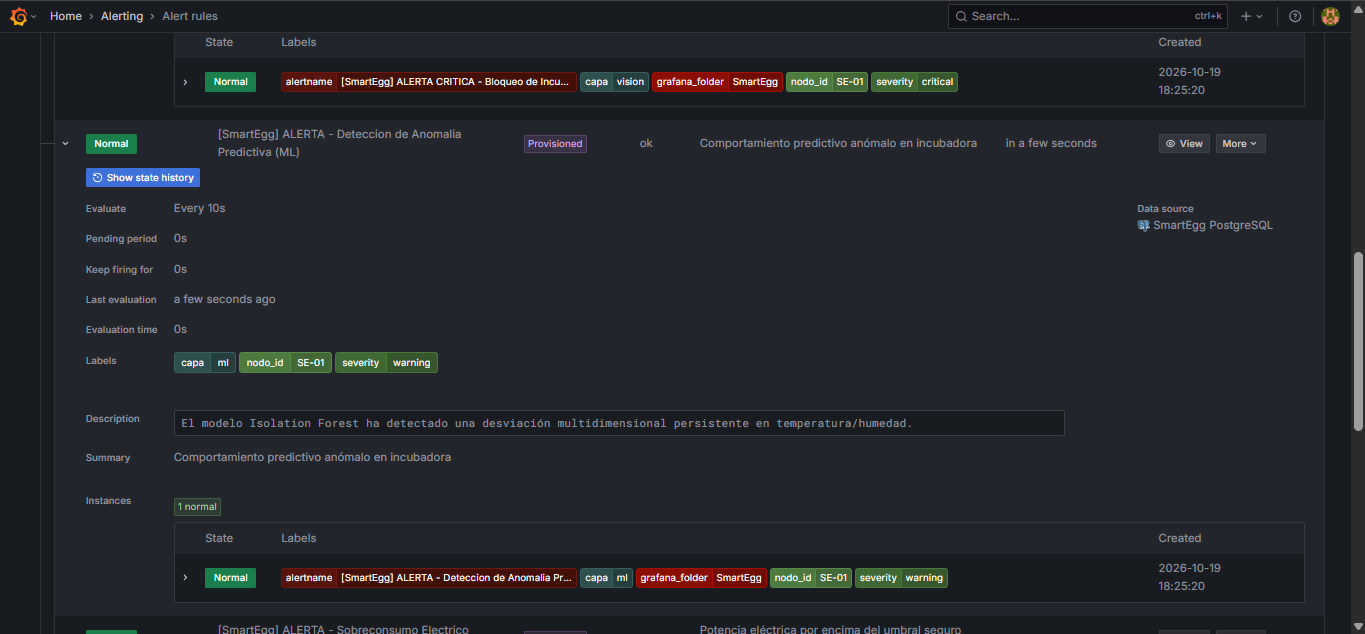 Home › Alerting › Alert rules
Search... ctrl+k
State Labels Created
Normal alertname [SmartEgg] ALERTA CRITICA - Bloqueo de Incu... capa vision grafana_folder SmartEgg nodo_id SE-01 severity critical 2026-10-19
18:25:20
Normal [SmartEgg] ALERTA - Deteccion de Anomalia
Predictiva (ML) Provisioned ok Comportamiento predictivo anómalo en incubadora in a few seconds View More
Show state history
Evaluate Every 10s
Data source
SmartEgg PostgreSQL
Pending period 0s
Keep firing for 0s
Last evaluation a few seconds ago
Evaluation time 0s
Labels capa ml nodo_id SE-01 severity warning
Description El modelo Isolation Forest ha detectado una desviación multidimensional persistente en temperatura/humedad.
Summary Comportamiento predictivo anómalo en incubadora
Instances 1 normal
State Labels Created
Normal alertname [SmartEgg] ALERTA - Deteccion de Anomalia Pr... capa ml grafana_folder SmartEgg nodo_id SE-01 severity warning 2026-10-19
18:25:20
[SmartEgg] ALERTA - Sobreconsumo Electrico Potencia eléctrica por encima del umbral seguro